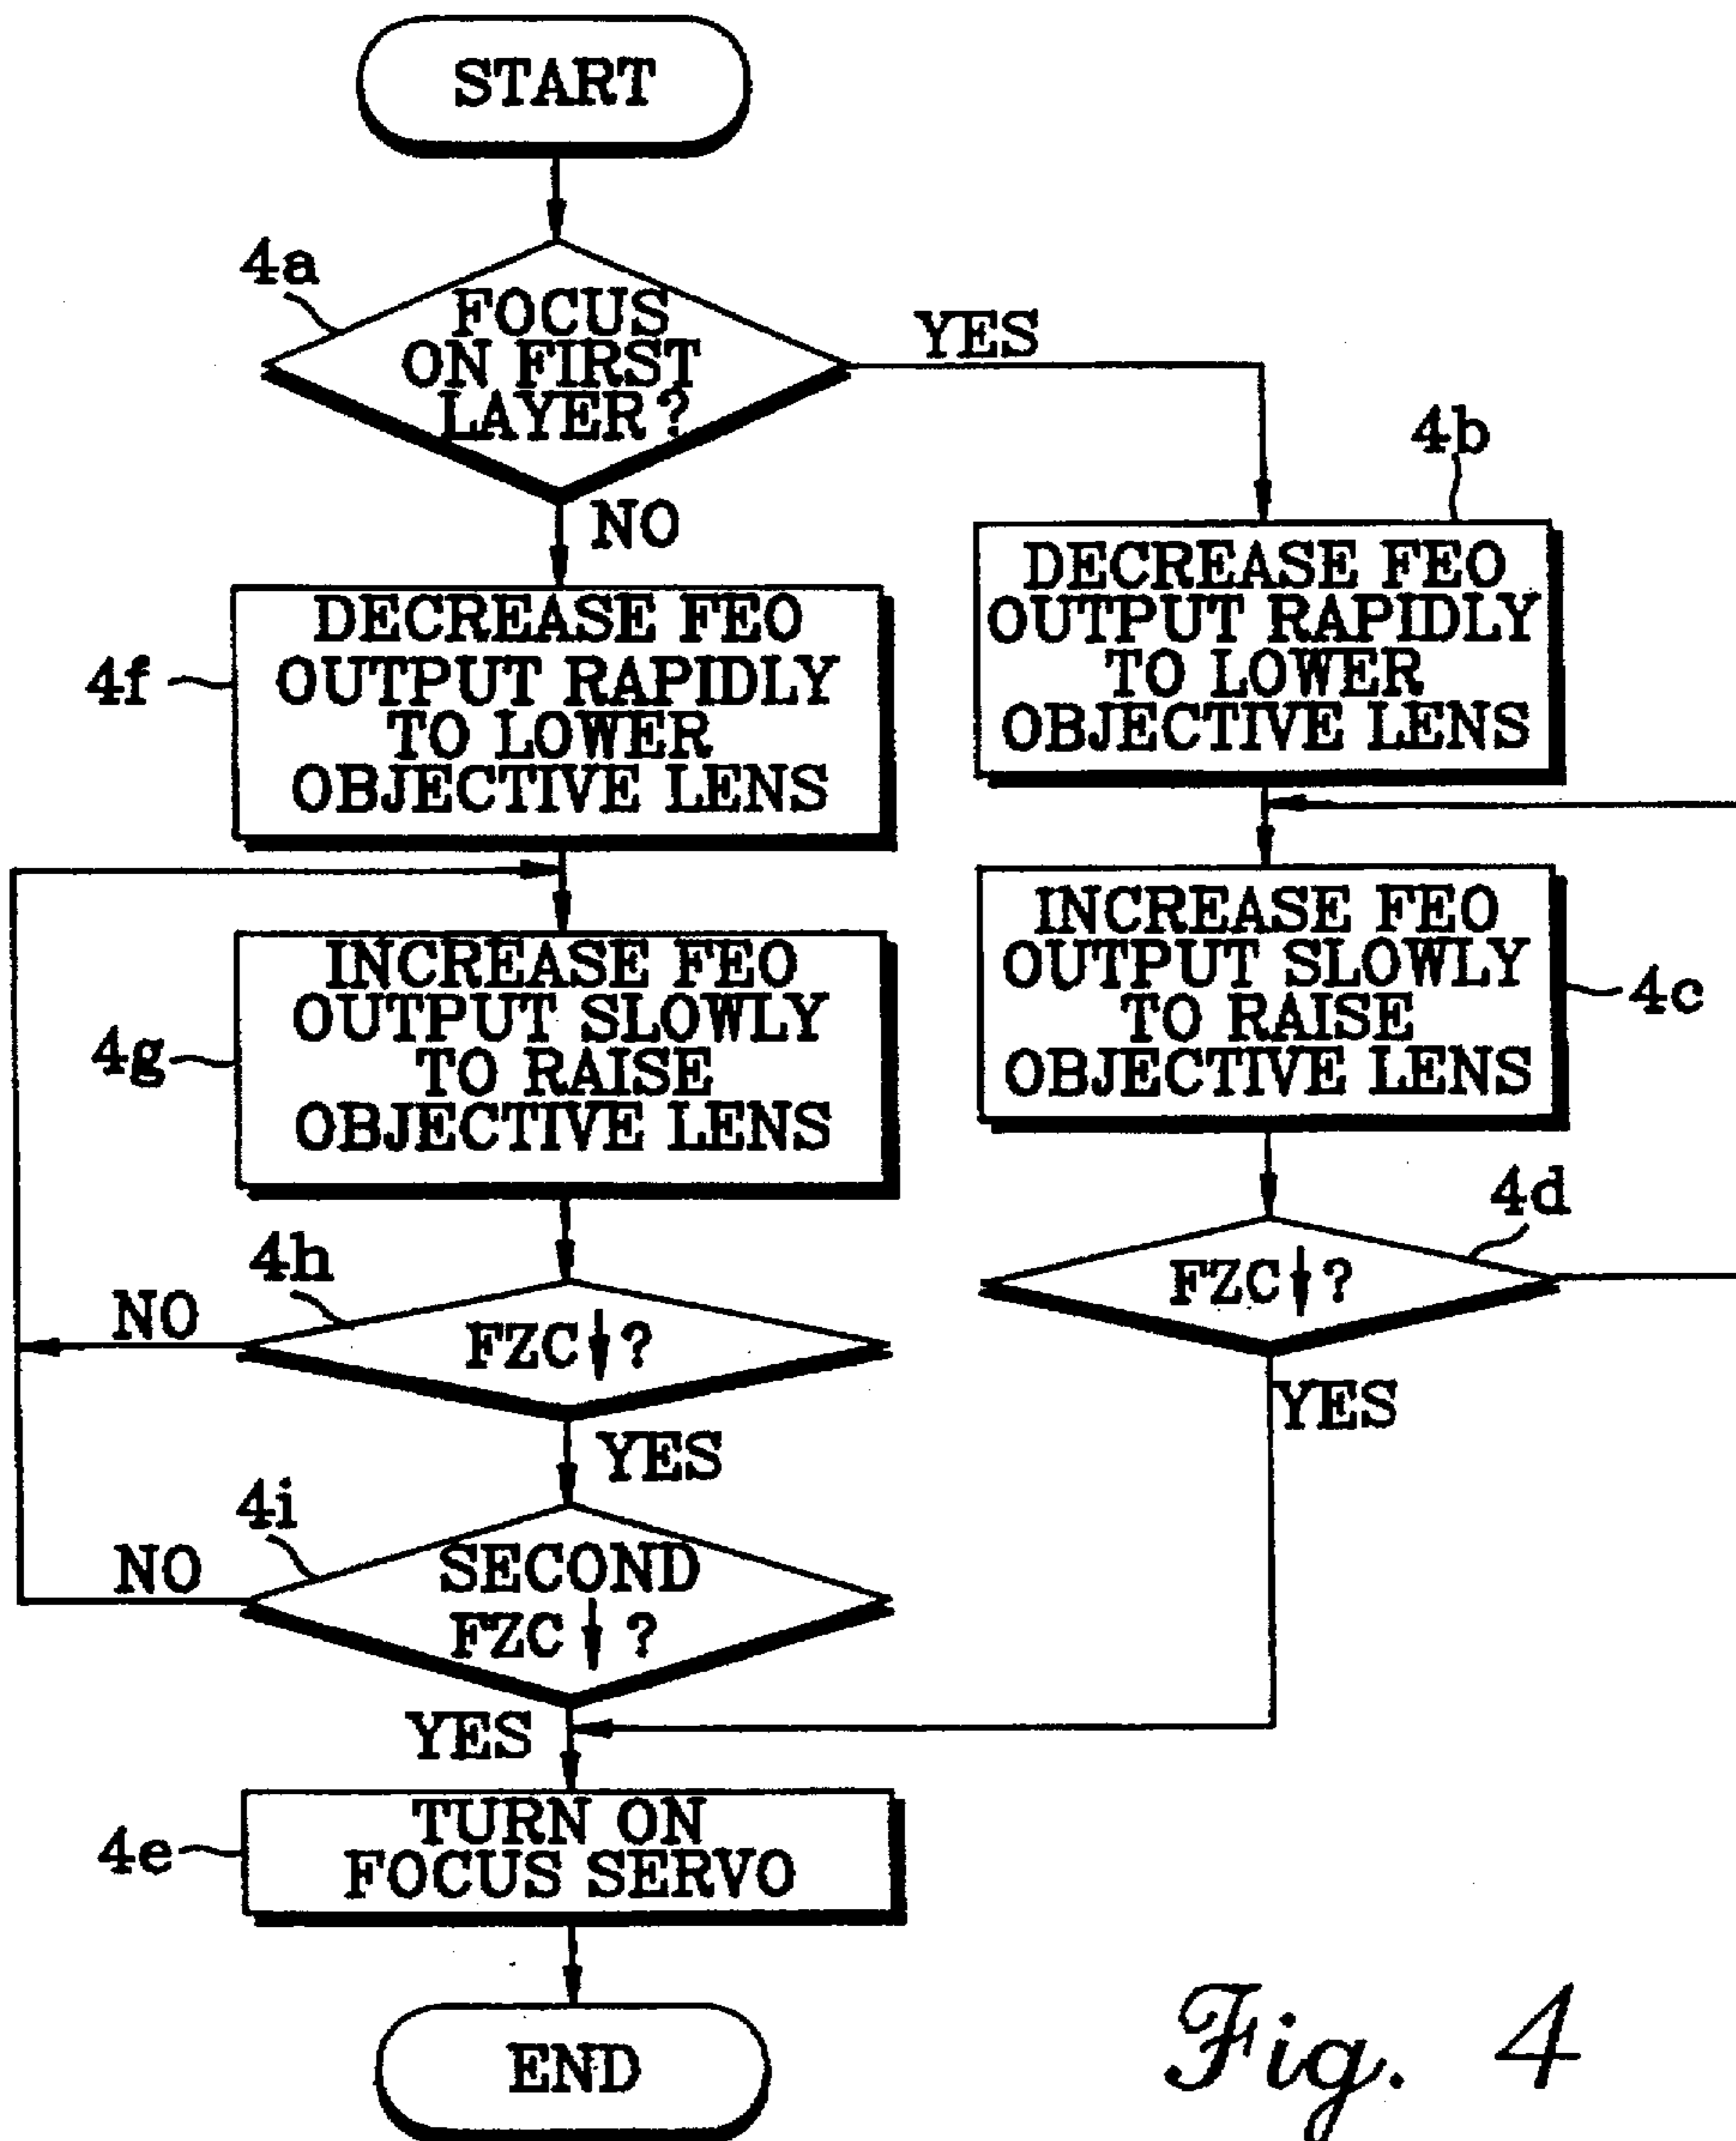 START
4a
FOCUS
ON FIRST
LAYER?
YES
NO
4b
DECREASE FEO
OUTPUT RAPIDLY
TO LOWER
OBJECTIVE LENS
4f
DECREASE FEO
OUTPUT RAPIDLY
TO LOWER
OBJECTIVE LENS
INCREASE FEO
OUTPUT SLOWLY
TO RAISE
OBJECTIVE LENS
4c
4g
INCREASE FEO
OUTPUT SLOWLY
TO RAISE
OBJECTIVE LENS
4d
FZC↓?
YES
4h
NO
FZC↓?
YES
4i
NO
SECOND
FZC↓?
YES
4e
TURN ON
FOCUS SERVO
END
Fig. 4